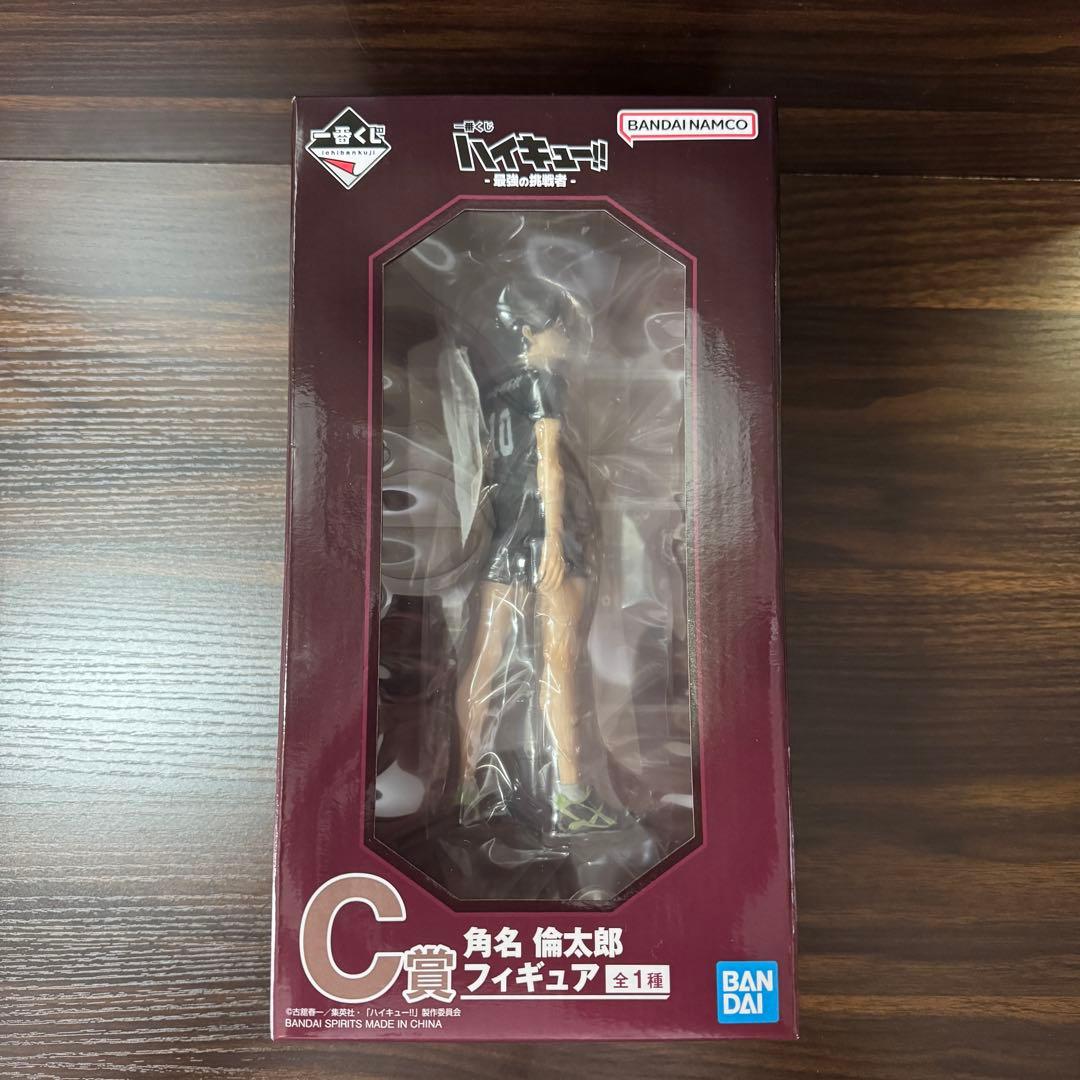 一番くじ
ichibankuji
一番くじ
ハイキュー!!
- 最強の挑戦者 -
BANDAI NAMCO
10
C賞
角名 倫太郎
フィギュア 全1種
BAN
DAI
©古舘春一／集英社・「ハイキュー!!」製作委員会
BANDAI SPIRITS MADE IN CHINA